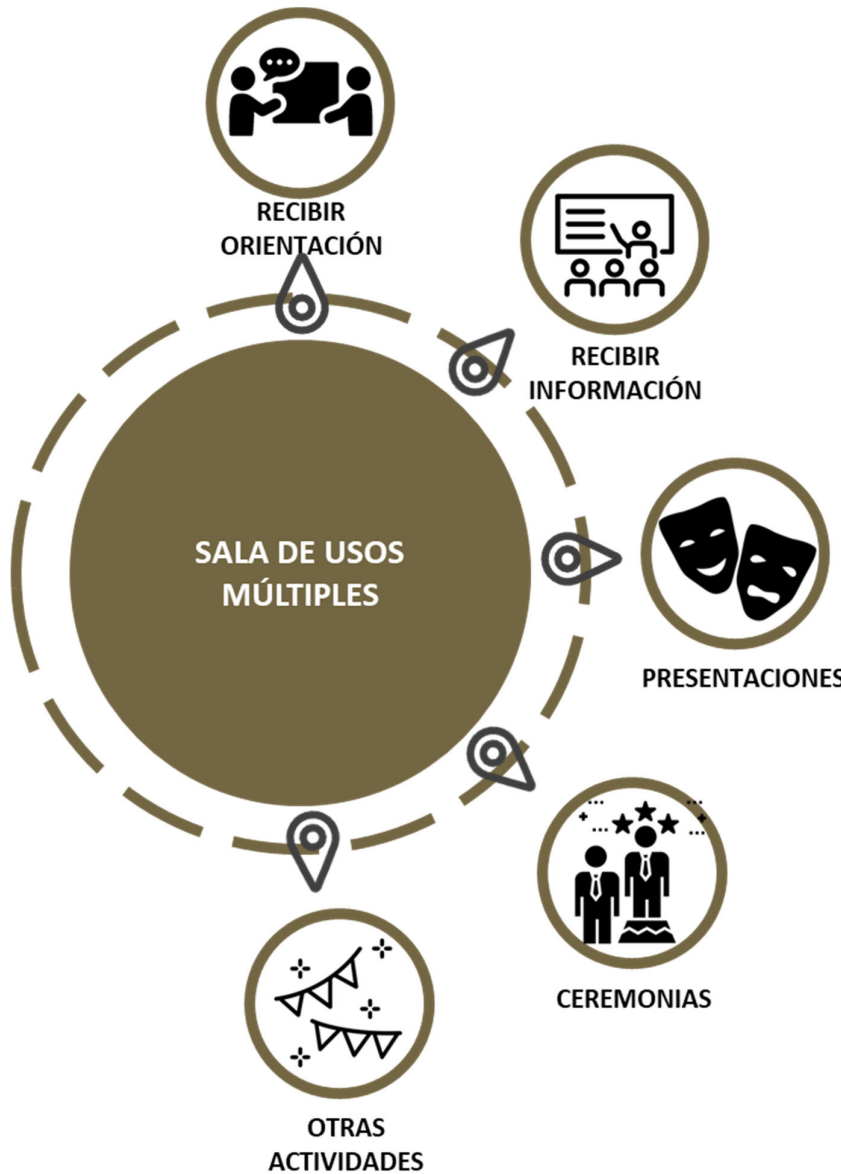 RECIBIR
ORIENTACIÓN
RECIBIR
INFORMACIÓN
SALA DE USOS
MÚLTIPLES
PRESENTACIONES
CEREMONIAS
OTRAS
ACTIVIDADES